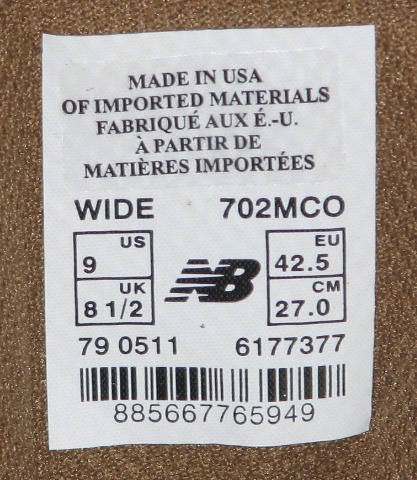 MADE IN USA
OF IMPORTED MATERIALS
FABRIQUÉ AUX É.-U.
À PARTIR DE
MATIÈRES IMPORTÉES
WIDE 702MCO
US
9
UK
8 1/2
NB
EU
42.5
CM
27.0
79 0511 6177377
885667765949